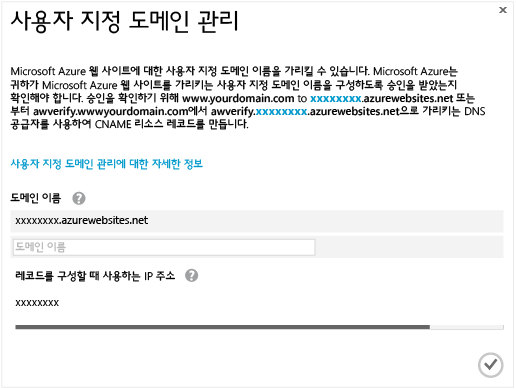 사용자 지정 도메인 관리
Microsoft Azure 웹 사이트에 대한 사용자 지정 도메인 이름을 가리킬 수 있습니다. Microsoft Azure는
귀하가 Microsoft Azure 웹 사이트를 가리키는 사용자 지정 도메인 이름을 구성하도록 승인을 받았는지
확인해야 합니다. 승인을 확인하기 위해 www.yourdomain.com to xxxxxxxx.azurewebsites.net 또는
부터 awverify.wwwyourdomain.com에서 awverify.xxxxxxxx.azurewebsites.net으로 가리키는 DNS
공급자를 사용하여 CNAME 리소스 레코드를 만듭니다.
사용자 지정 도메인 관리에 대한 자세한 정보
도메인 이름 ?
xxxxxxxx.azurewebsites.net
도메인 이름
레코드를 구성할 때 사용하는 IP 주소 ?
xxxxxxxx